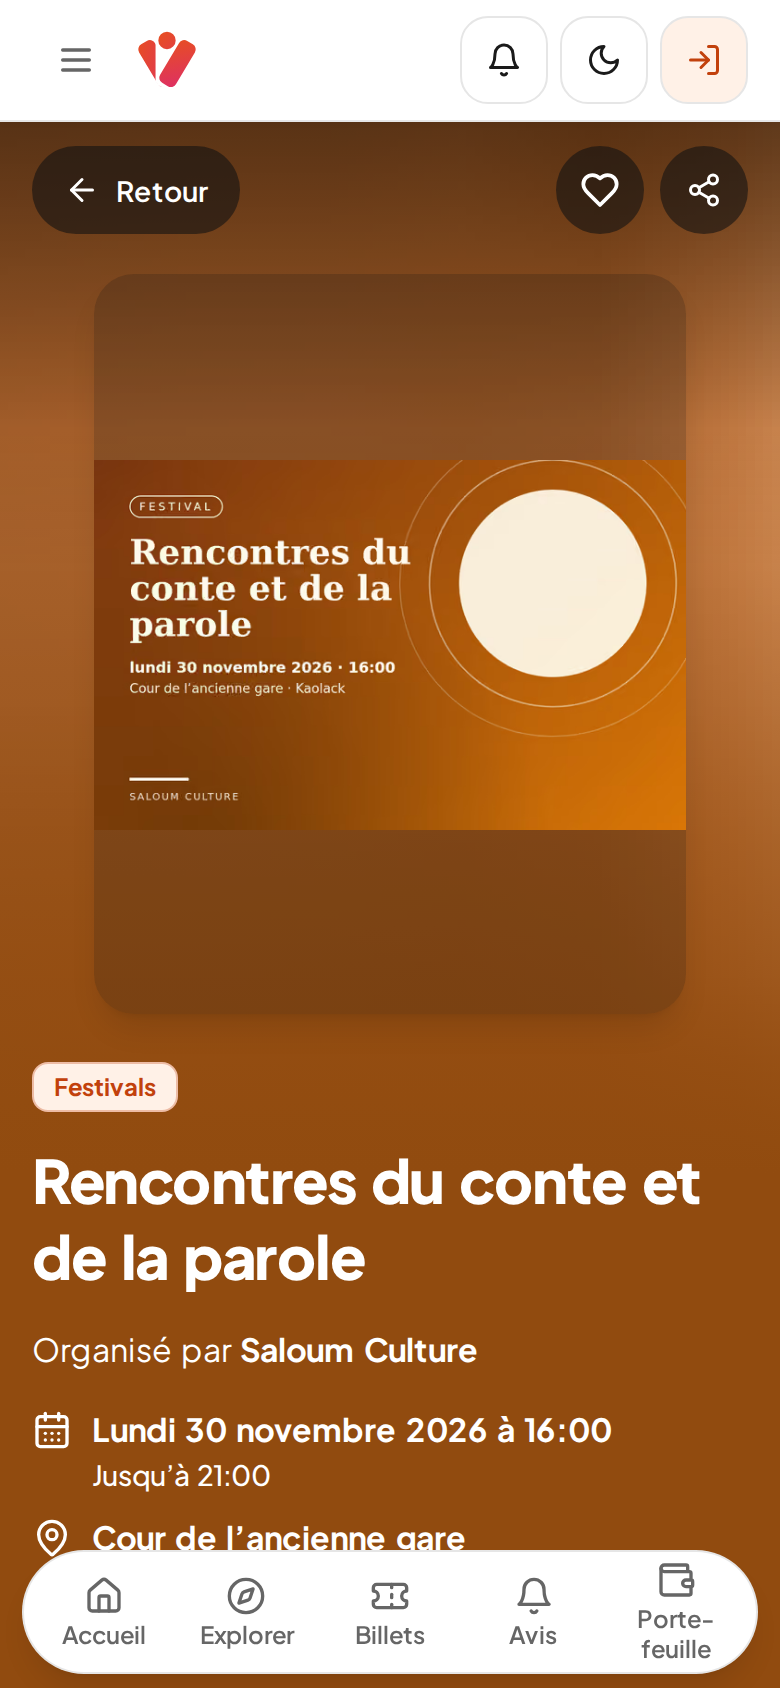 Retour
FESTIVAL
Rencontres du
conte et de la
parole
lundi 30 novembre 2026 · 16:00
Cour de l’ancienne gare · Kaolack
SALOUM CULTURE
Festivals
Rencontres du conte et
de la parole
Organisé par Saloum Culture
Lundi 30 novembre 2026 à 16:00
Jusqu’à 21:00
Cour de l’ancienne gare
Accueil
Explorer
Billets
Avis
Porte-
feuille